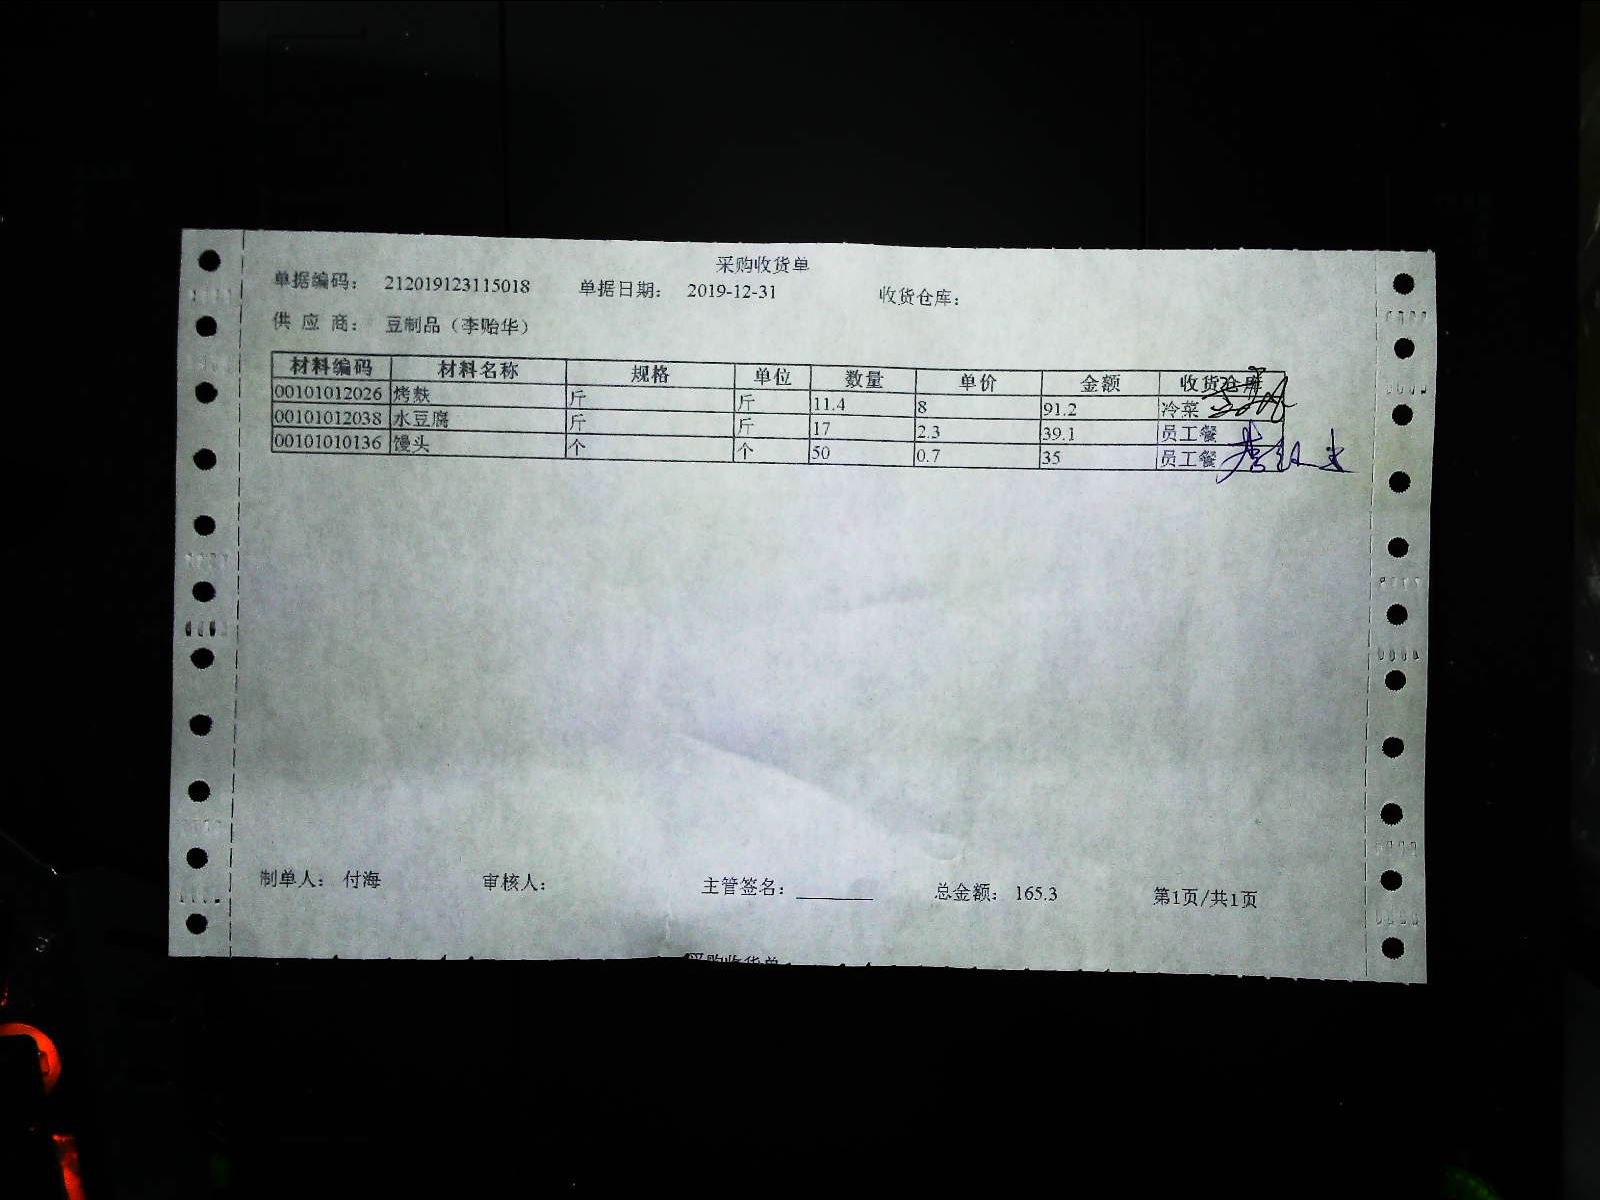 采购收货单
单据编码： 212019123115018 单据日期： 2019-12-31 收货仓库：
供 应 商： 豆制品（李贻华）
材料编码 材料名称 规格 单位 数量 单价 金额 收货仓库
00101012026 烤麸 斤 斤 11.4 8 91.2 冷菜
00101012038 水豆腐 斤 斤 17 2.3 39.1 员工餐
00101010136 馒头 个 个 50 0.7 35 员工餐
制单人： 付海 审核人： 主管签名： 总金额： 165.3 第1页/共1页
采购收货单